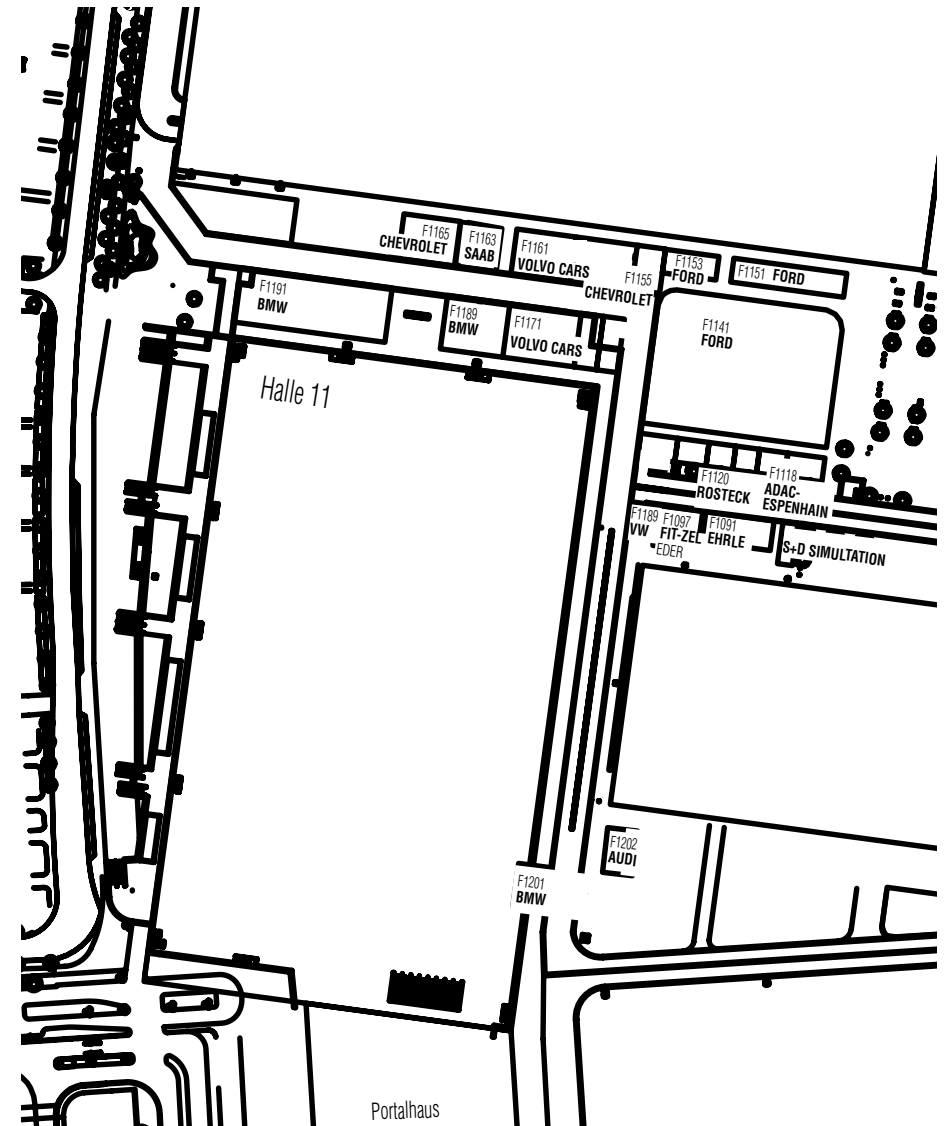 F1165
CHEVROLET
F1163
SAAB
F1161
VOLVO CARS
F1155
CHEVROLET
F1153
FORD
F1151 FORD
F1191
BMW
F1189
BMW
F1171
VOLVO CARS
F1141
FORD
Halle 11
F1120
ROSTECK
F1118
ADAC-
ESPENHAIN
F1189
VW
F1097
FIT-ZEL
EDER
F1091
EHRLE
S+D SIMULTATION
F1202
AUDI
F1201
BMW
Portalhaus